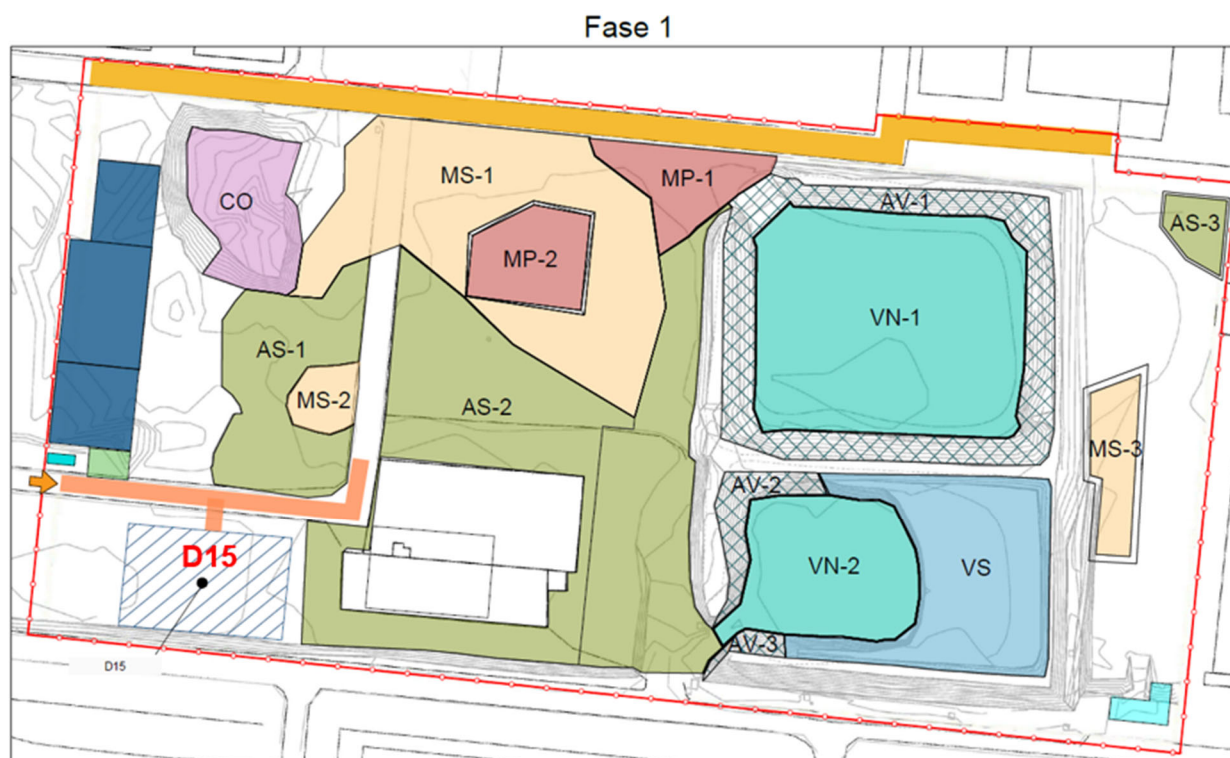 Fase 1
MS-1
MP-1
CO
AV-1
AS-3
MP-2
VN-1
AS-1
MS-2
AS-2
MS-3
AV-2
D15
VN-2
VS
AV-3
D15